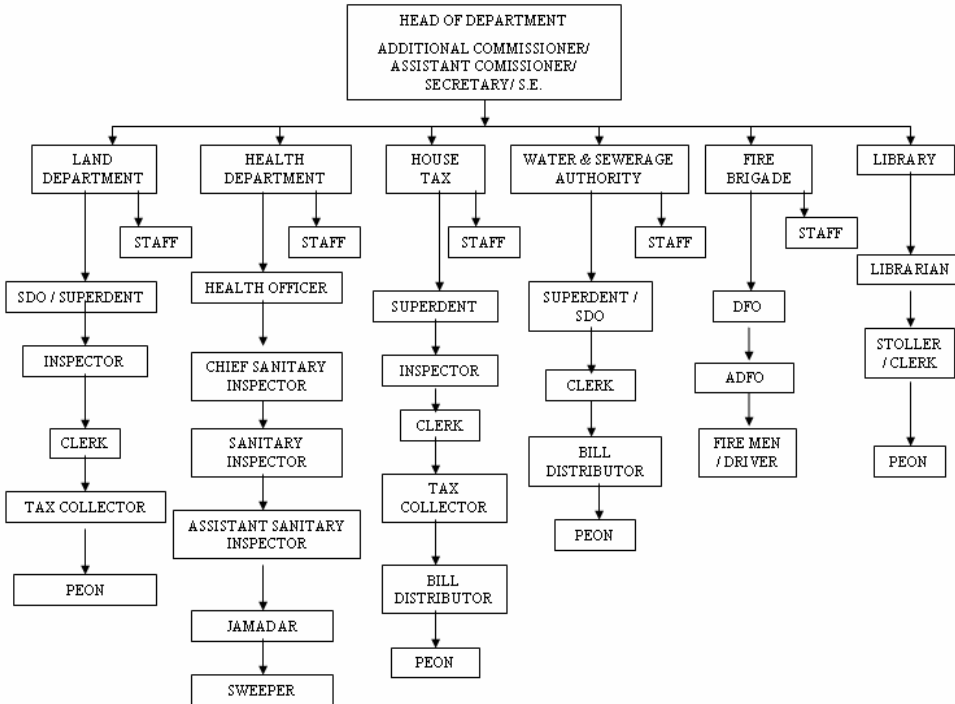 HEAD OF DEPARTMENT
ADDITIONAL COMMISSIONER/
ASSISTANT COMISSIONER/
SECRETARY/ S.E.
LAND
DEPARTMENT
HEALTH
DEPARTMENT
HOUSE
TAX
WATER & SEWERAGE
AUTHORITY
FIRE
BRIGADE
LIBRARY
STAFF
STAFF
STAFF
STAFF
STAFF
SDO / SUPERDENT
INSPECTOR
CLERK
TAX COLLECTOR
PEON
HEALTH OFFICER
CHIEF SANITARY
INSPECTOR
SANITARY
INSPECTOR
ASSISTANT SANITARY
INSPECTOR
JAMADAR
SWEEPER
SUPERDENT
INSPECTOR
CLERK
TAX
COLLECTOR
BILL
DISTRIBUTOR
PEON
SUPERDENT /
SDO
CLERK
BILL
DISTRIBUTOR
PEON
DFO
ADFO
FIRE MEN
/ DRIVER
LIBRARIAN
STOLLER
/ CLERK
PEON